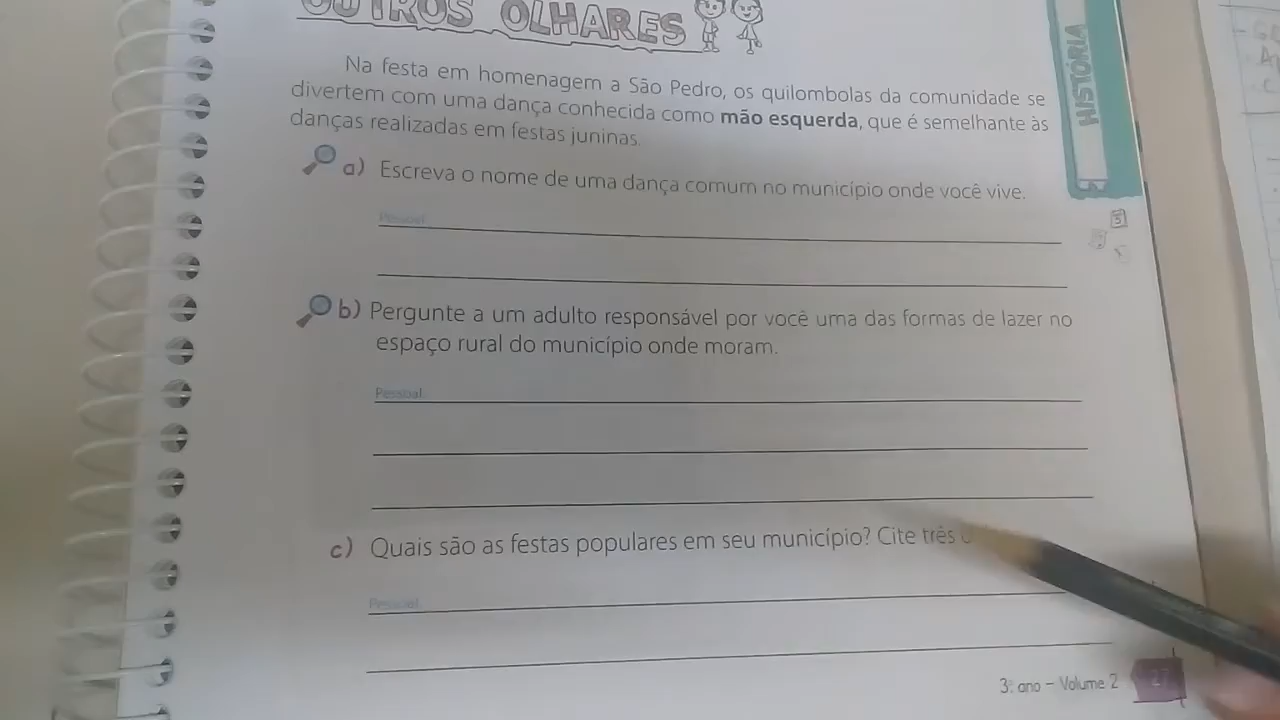 OUTROS OLHARES
HISTÓRIA
Na festa em homenagem a São Pedro, os quilombolas da comunidade se
divertem com uma dança conhecida como mão esquerda, que é semelhante às
danças realizadas em festas juninas.
a) Escreva o nome de uma dança comum no município onde você vive.
Pessoal.
b) Pergunte a um adulto responsável por você uma das formas de lazer no
espaço rural do município onde moram.
Pessoal.
c) Quais são as festas populares em seu município? Cite três
Pessoal.
3º. ano – Volume 2
27